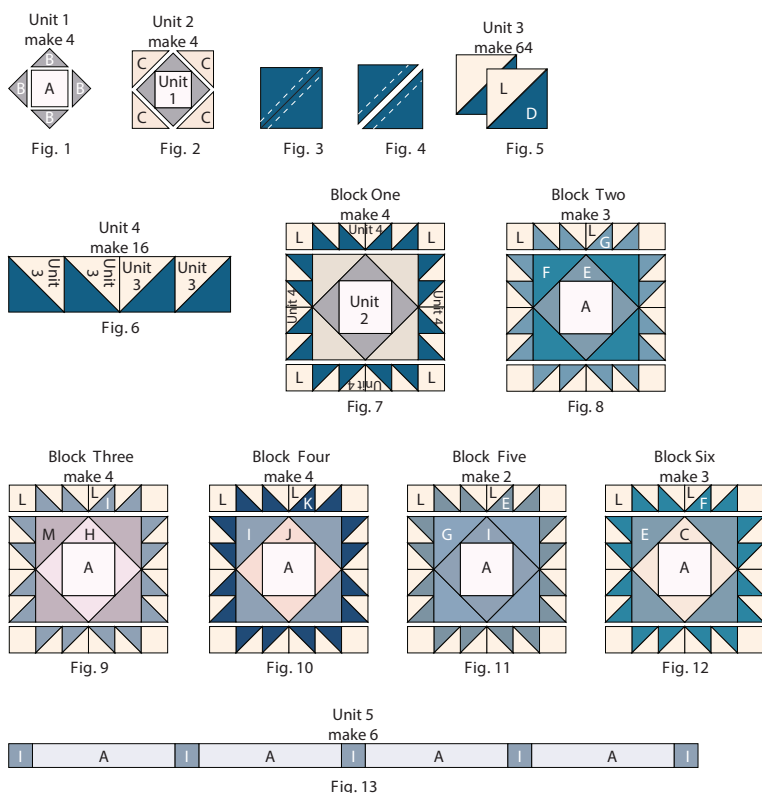 Unit 1
make 4
B
B
A
B
B
Fig. 1
Unit 2
make 4
C
C
Unit
1
C
C
Fig. 2
Fig. 3
Fig. 4
Unit 3
make 64
L
D
Fig. 5
Unit 4
make 16
Unit
3
Unit
3
Unit
3
Unit
3
Fig. 6
Block One
make 4
L
Unit 4
L
Unit 4
Unit
2
Unit 4
L
Unit 4
L
Fig. 7
Block Two
make 3
L
L
G
F
E
A
Fig. 8
Block Three
make 4
L
L
I
M
H
A
Fig. 9
Block Four
make 4
L
L
K
I
J
A
Fig. 10
Block Five
make 2
L
L
E
G
I
A
Fig. 11
Block Six
make 3
L
L
F
E
C
A
Fig. 12
Unit 5
make 6
I
A
I
A
I
A
I
A
I
Fig. 13